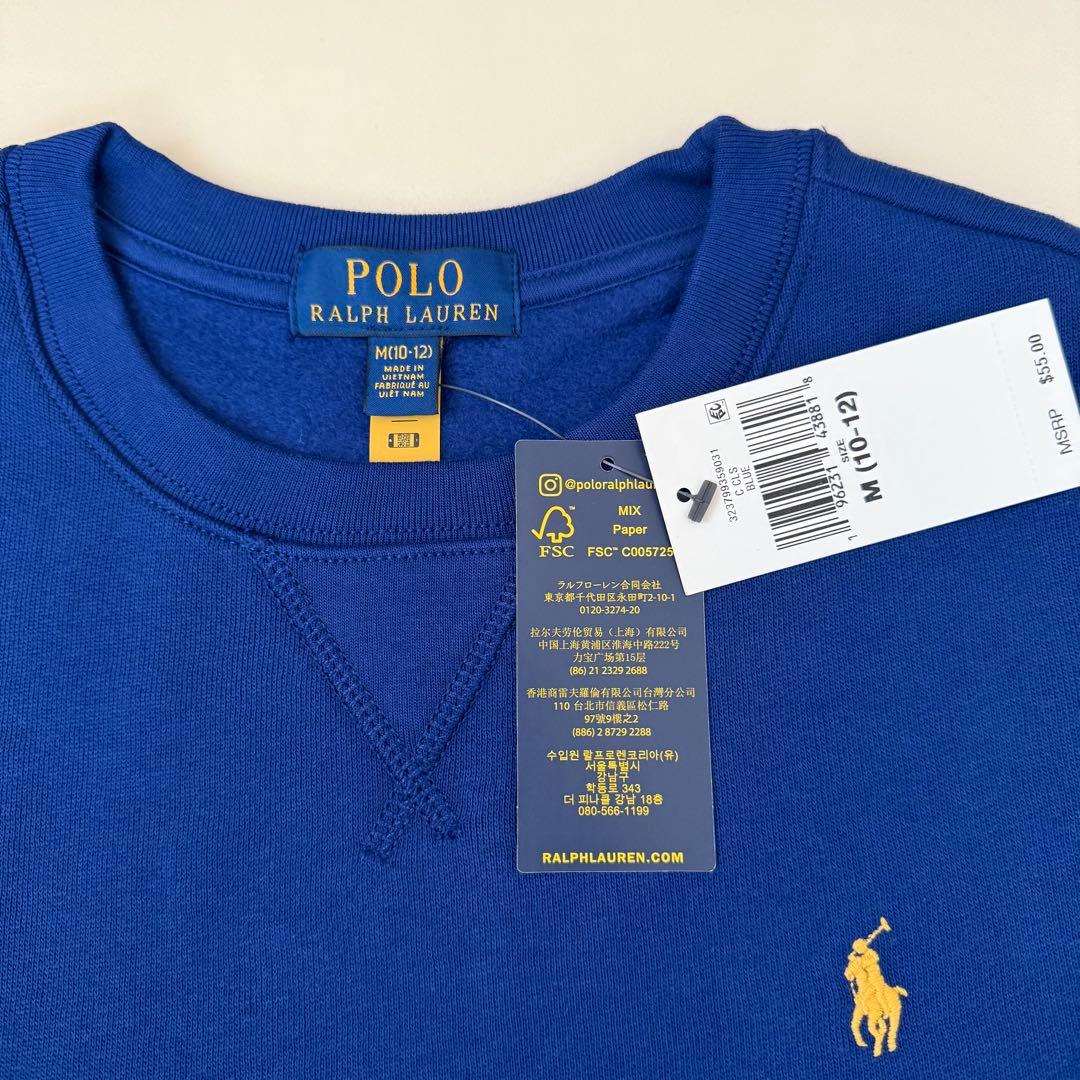 POLO
RALPH LAUREN
M(10-12)
MADE IN
VIETNAM
FABRIQUÉ AU
VIÊT NAM
@poloralphlau
MIX
Paper
FSC
FSC™ C005725
ラルフローレン合同会社
東京都千代田区永田町2-10-1
0120-3274-20
拉尔夫劳伦贸易（上海）有限公司
中国上海黄浦区淮海中路222号
力宝广场第15层
(86) 21 2329 2688
香港商雷夫羅倫有限公司台灣分公司
110 台北市信義區松仁路
97號9樓之2
(886) 2 8729 2288
수입원 랄프로렌코리아(유)
서울특별시
강남구
학동로 343
더 피나클 강남 18층
080-566-1199
RALPHLAUREN.COM
323799359031
C CLS
BLUE
1 96231 43881 8
SIZE
M (10-12)
MSRP $55.00